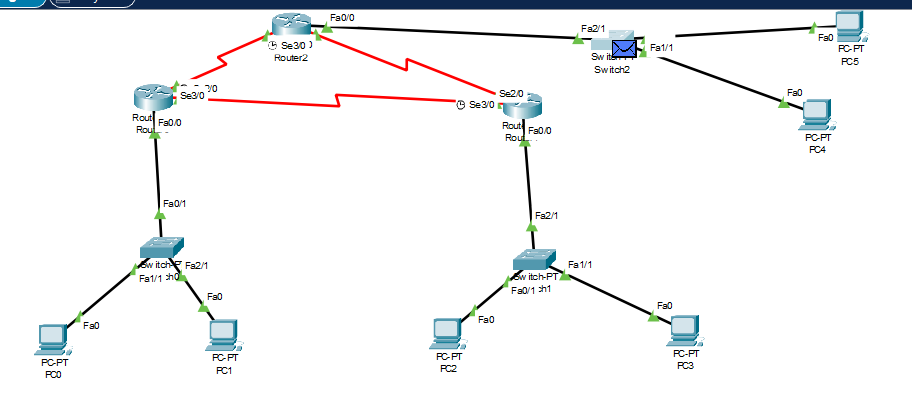 Fa0/0
Se3/0
Router2
Fa2/1
Fa1/1
Switch2
Fa0
PC-PT
PC5
Fa0
PC-PT
PC4
Se3/0
Fa0/0
Se2/0
Se3/0
Fa0/0
Fa0/1
Fa2/1
Fa1/1
Fa0
Fa0
PC-PT
PC0
PC-PT
PC1
Fa2/1
Fa1/1
Switch-PT
Fa0/1
Fa0
Fa0
PC-PT
PC2
PC-PT
PC3